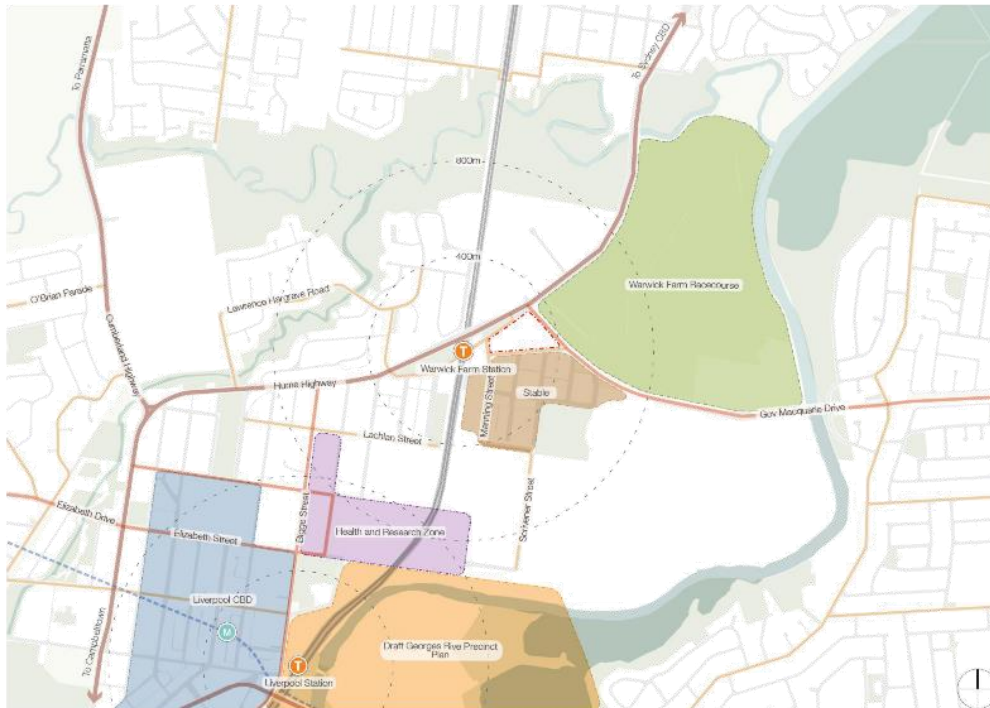 To Parramatta
To Sydney CBD
800m
400m
Warwick Farm Racecourse
O'Brian Parade
Lawrence Hargrave Road
Cumberland Highway
T
Warwick Farm Station
Hume Highway
Manning Street
Stable
Gov Macquarie Drive
Lachlan Street
Elizabeth Drive
Elizabeth Street
Bigge Street
Health and Research Zone
Scrivener Street
Liverpool CBD
M
Draft Georges Rive Precinct
Plan
To Campbelltown
T
Liverpool Station